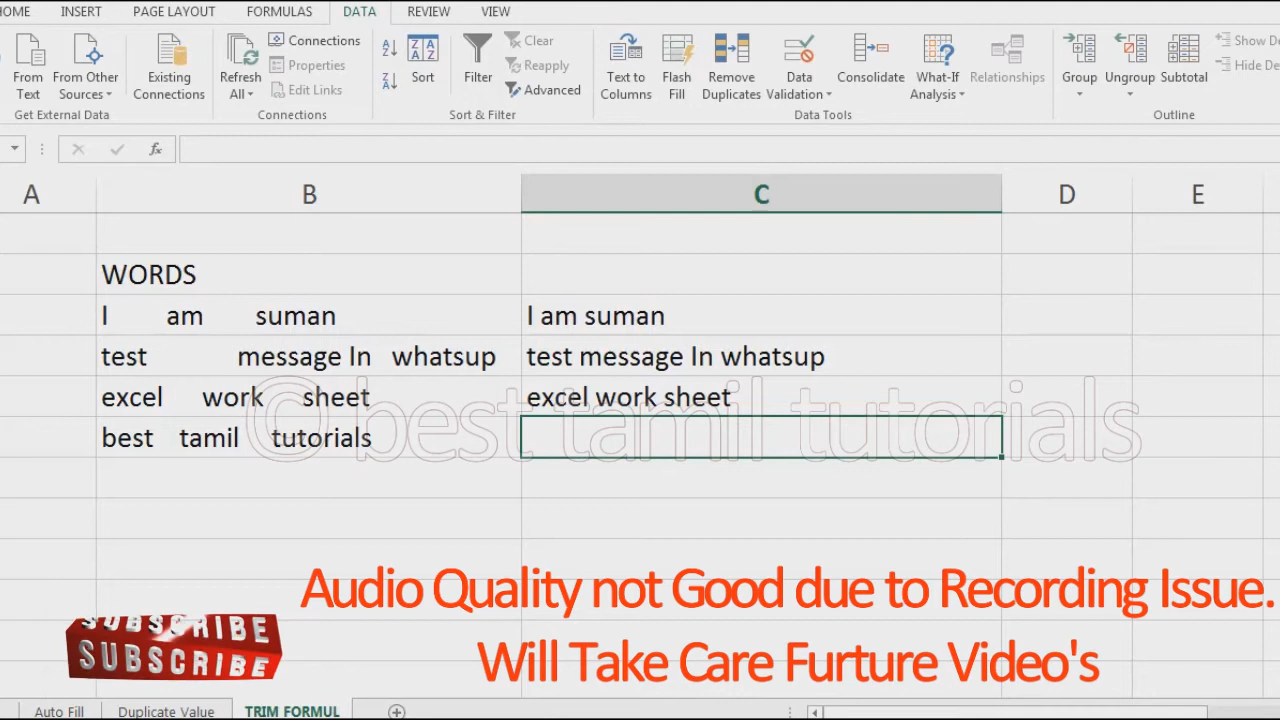 HOME INSERT PAGE LAYOUT FORMULAS DATA REVIEW VIEW
From Text
From Other Sources
Existing Connections
Refresh All
Connections
Properties
Edit Links
Sort
Filter
Clear
Reapply
Advanced
Text to Columns
Flash Fill
Remove Duplicates
Data Validation
Consolidate
What-If Analysis
Relationships
Group
Ungroup
Subtotal
Show De
Hide De
Get External Data
Connections
Sort & Filter
Data Tools
Outline
fx
A B C D E
WORDS
I am suman I am suman
test message In whatsup test message In whatsup
excel work sheet excel work sheet
best tamil tutorials
© best tamil tutorials
Audio Quality not Good due to Recording Issue.
Will Take Care Furture Video's
SUBSCRIBE
SUBSCRIBE
Auto Fill Duplicate Value TRIM FORMUL